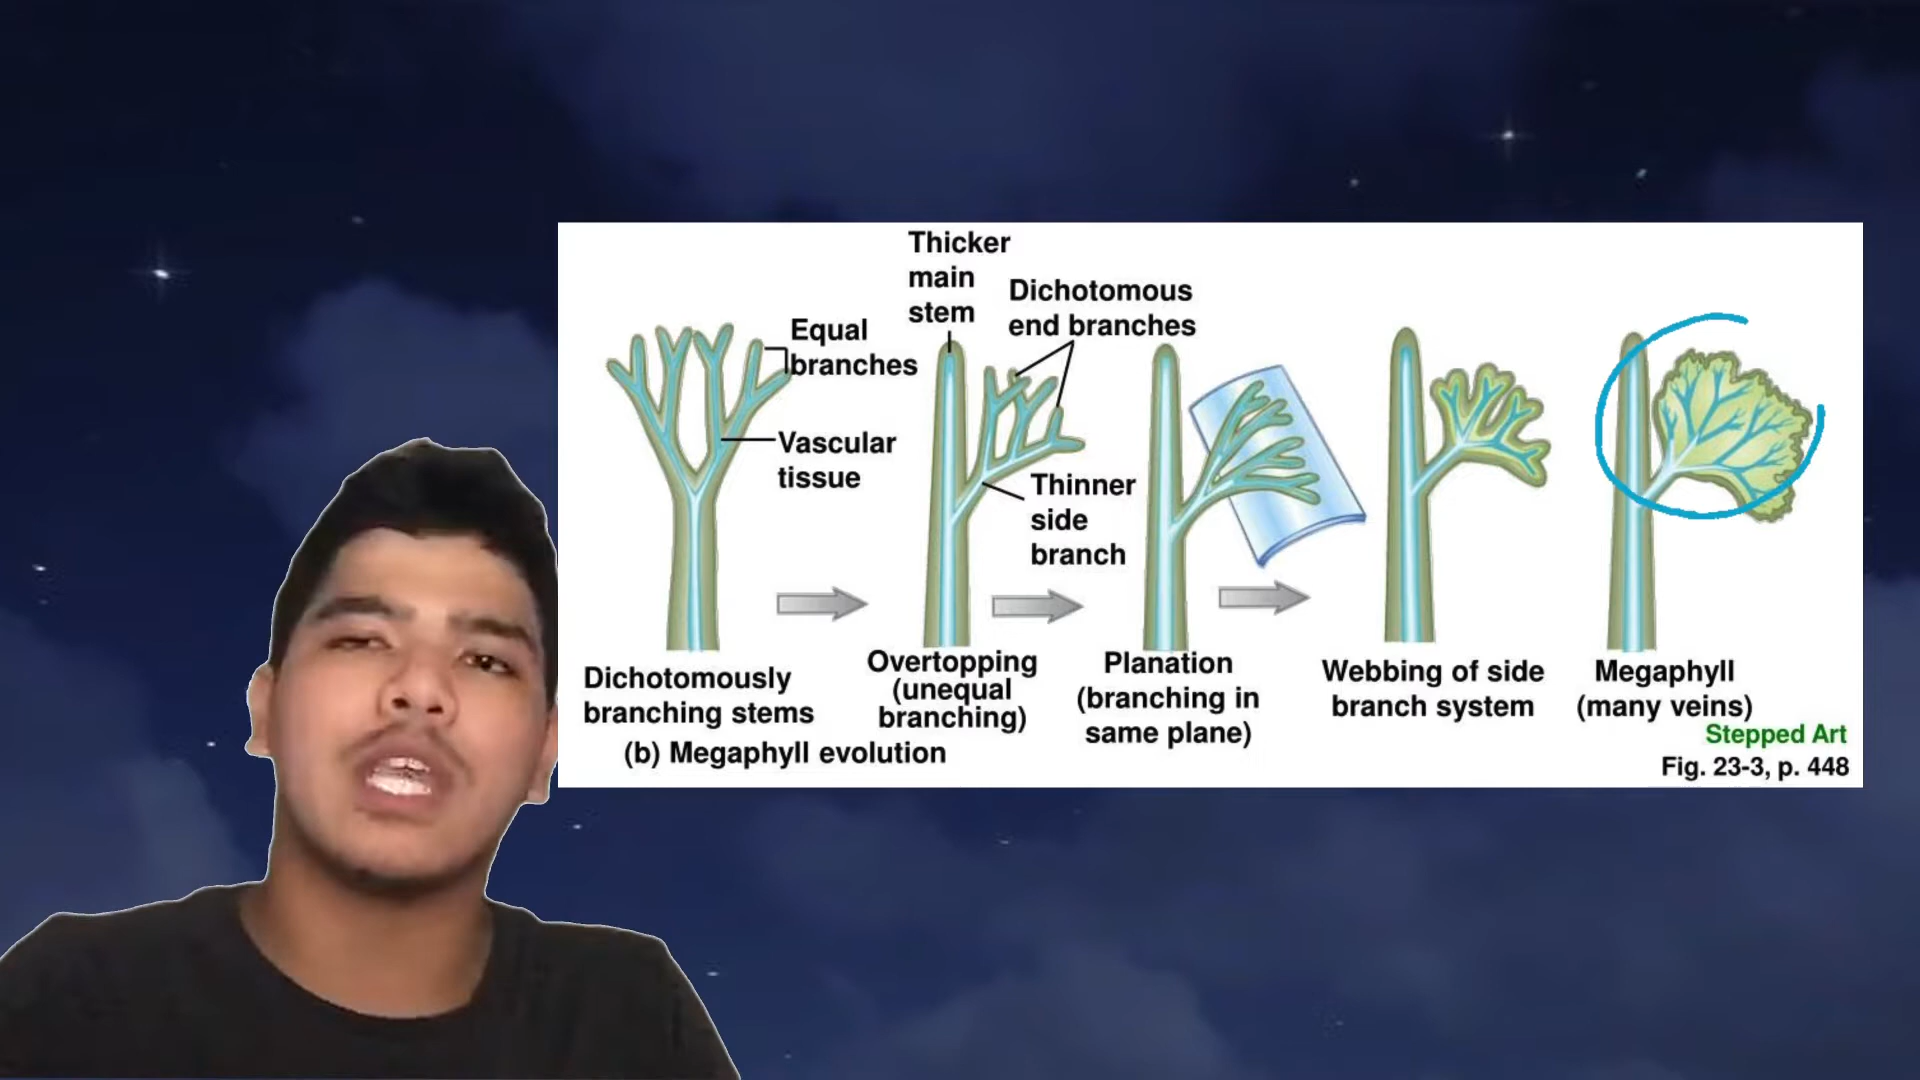 Thicker
main
stem
Dichotomous
end branches
Equal
branches
Vascular
tissue
Thinner
side
branch
Dichotomously
branching stems
Overtopping
(unequal
branching)
Planation
(branching in
same plane)
Webbing of side
branch system
Megaphyll
(many veins)
(b) Megaphyll evolution
Stepped Art
Fig. 23-3, p. 448